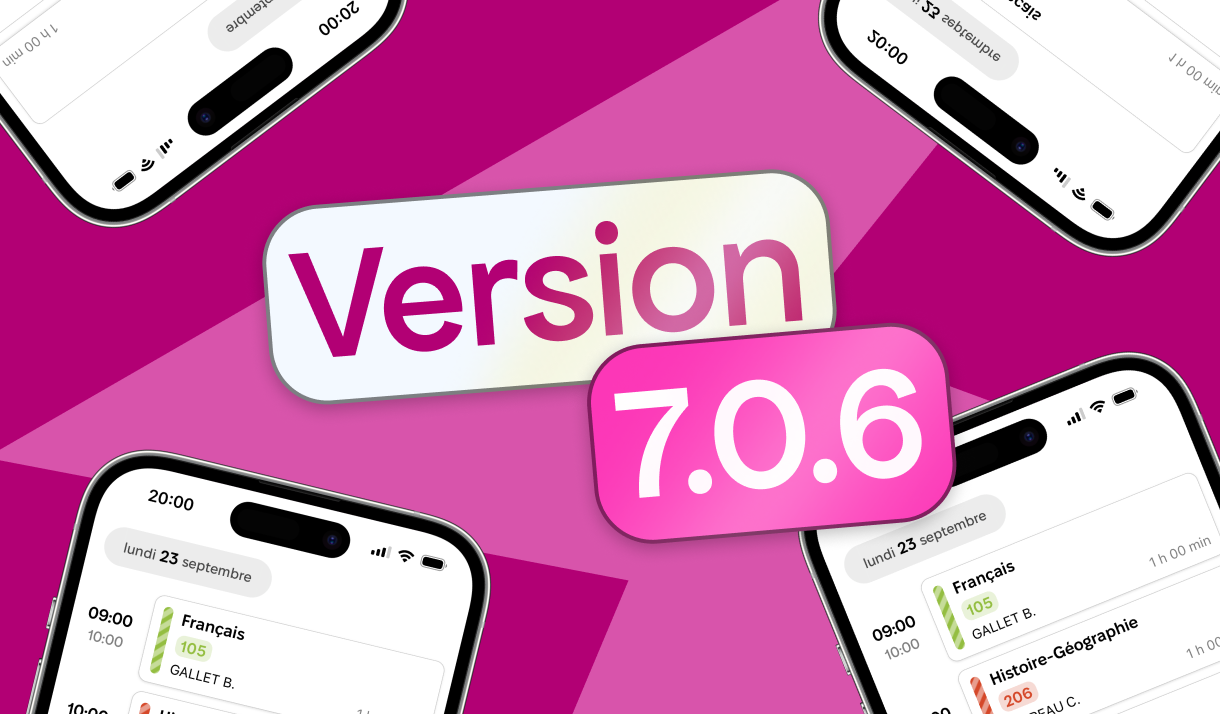 1 h 00 min
septembre
20:00
23 septembre
20:00
1 h 00 min
Version
7.0.6
20:00
lundi 23 septembre
09:00
10:00
Français
105
GALLET B.
10:00
lundi 23 septembre
09:00
10:00
Français
105
GALLET B.
1 h 00 min
Histoire-Géographie
206
1 h 00